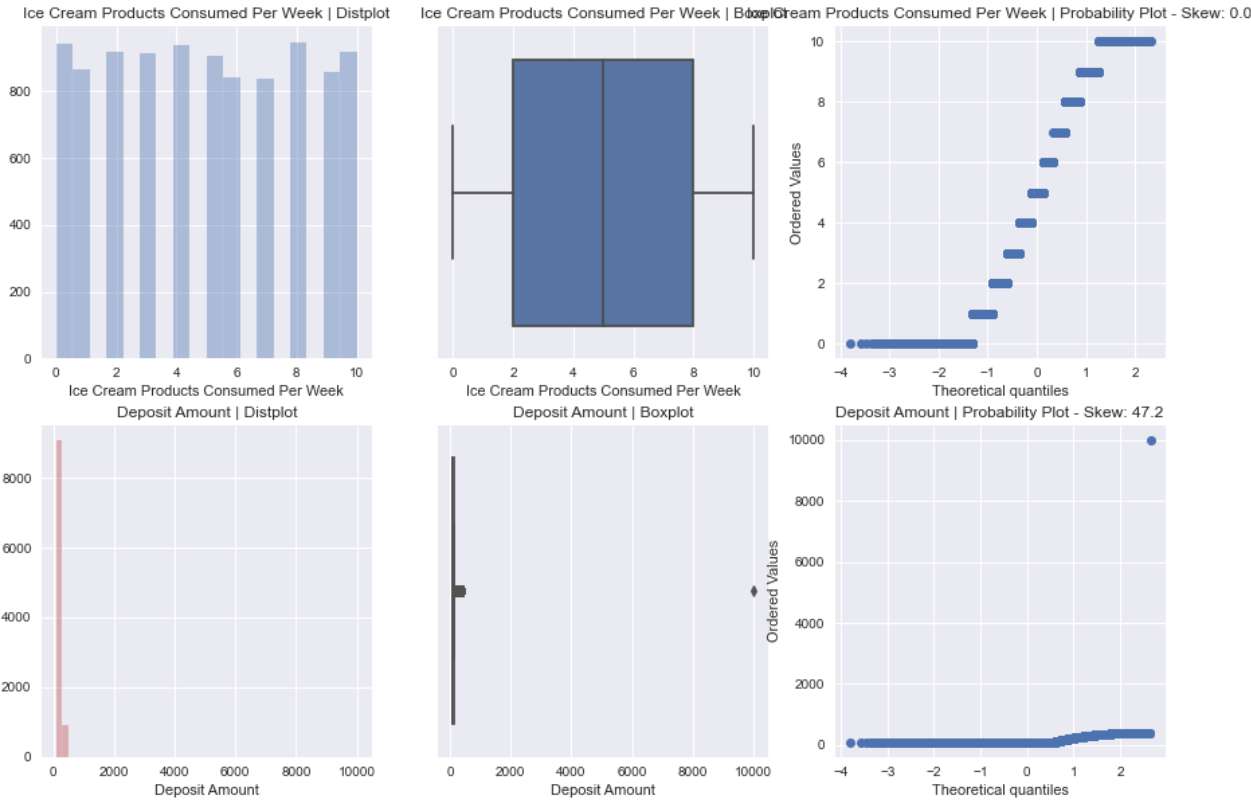 Ice Cream Products Consumed Per Week | Distplot
800
600
400
200
0
0 2 4 6 8 10
Ice Cream Products Consumed Per Week
Ice Cream Products Consumed Per Week |
0 2 4 6 8 10
Ice Cream Products Consumed Per Week
Cream Products Consumed Per Week | Probability Plot - Skew: 0.0
Ordered Values
10
8
6
4
2
0
−4 −3 −2 −1 0 1 2
Theoretical quantiles
Deposit Amount | Distplot
8000
6000
4000
2000
0
0 2000 4000 6000 8000 10000
Deposit Amount
Deposit Amount | Boxplot
0 2000 4000 6000 8000 10000
Deposit Amount
Deposit Amount | Probability Plot - Skew: 47.2
Ordered Values
10000
8000
6000
4000
2000
0
−4 −3 −2 −1 0 1 2
Theoretical quantiles